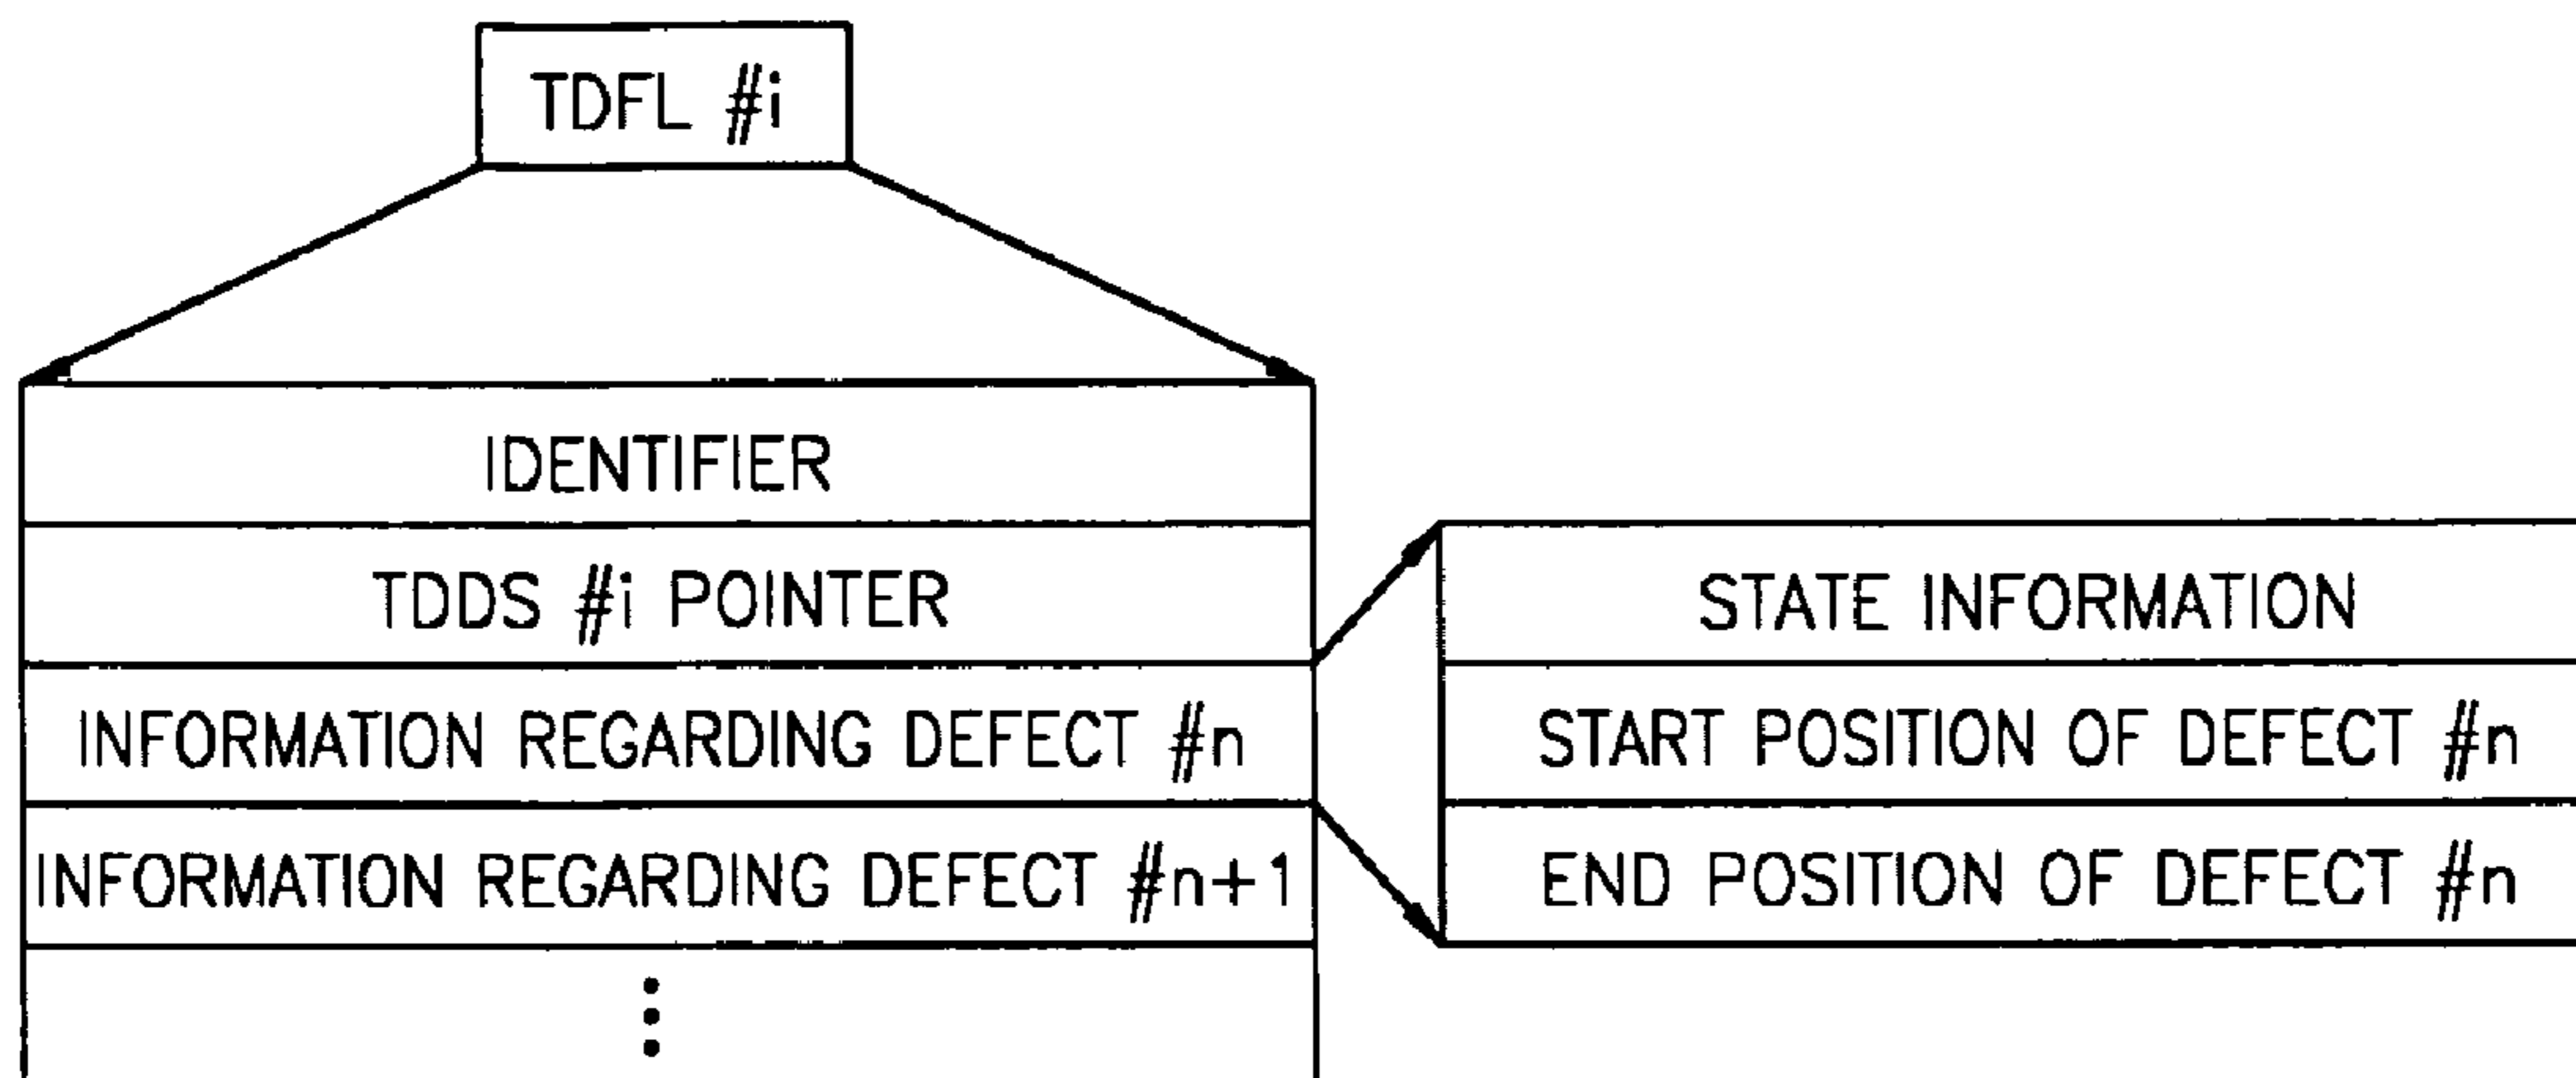 TDFL #i
IDENTIFIER
TDDS #i POINTER
INFORMATION REGARDING DEFECT #n
INFORMATION REGARDING DEFECT #n+1
STATE INFORMATION
START POSITION OF DEFECT #n
END POSITION OF DEFECT #n